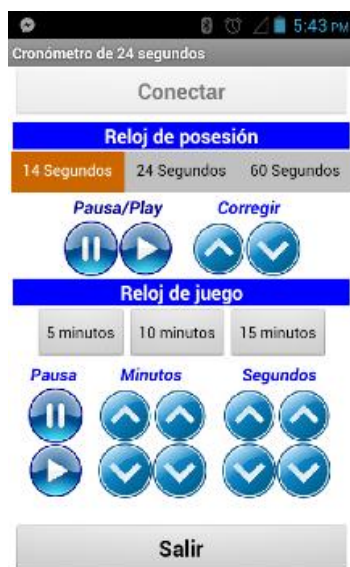 5:43 PM
Cronómetro de 24 segundos
Conectar
Reloj de posesión
14 Segundos 24 Segundos 60 Segundos
Pausa/Play Corregir
Reloj de juego
5 minutos 10 minutos 15 minutos
Pausa Minutos Segundos
Salir